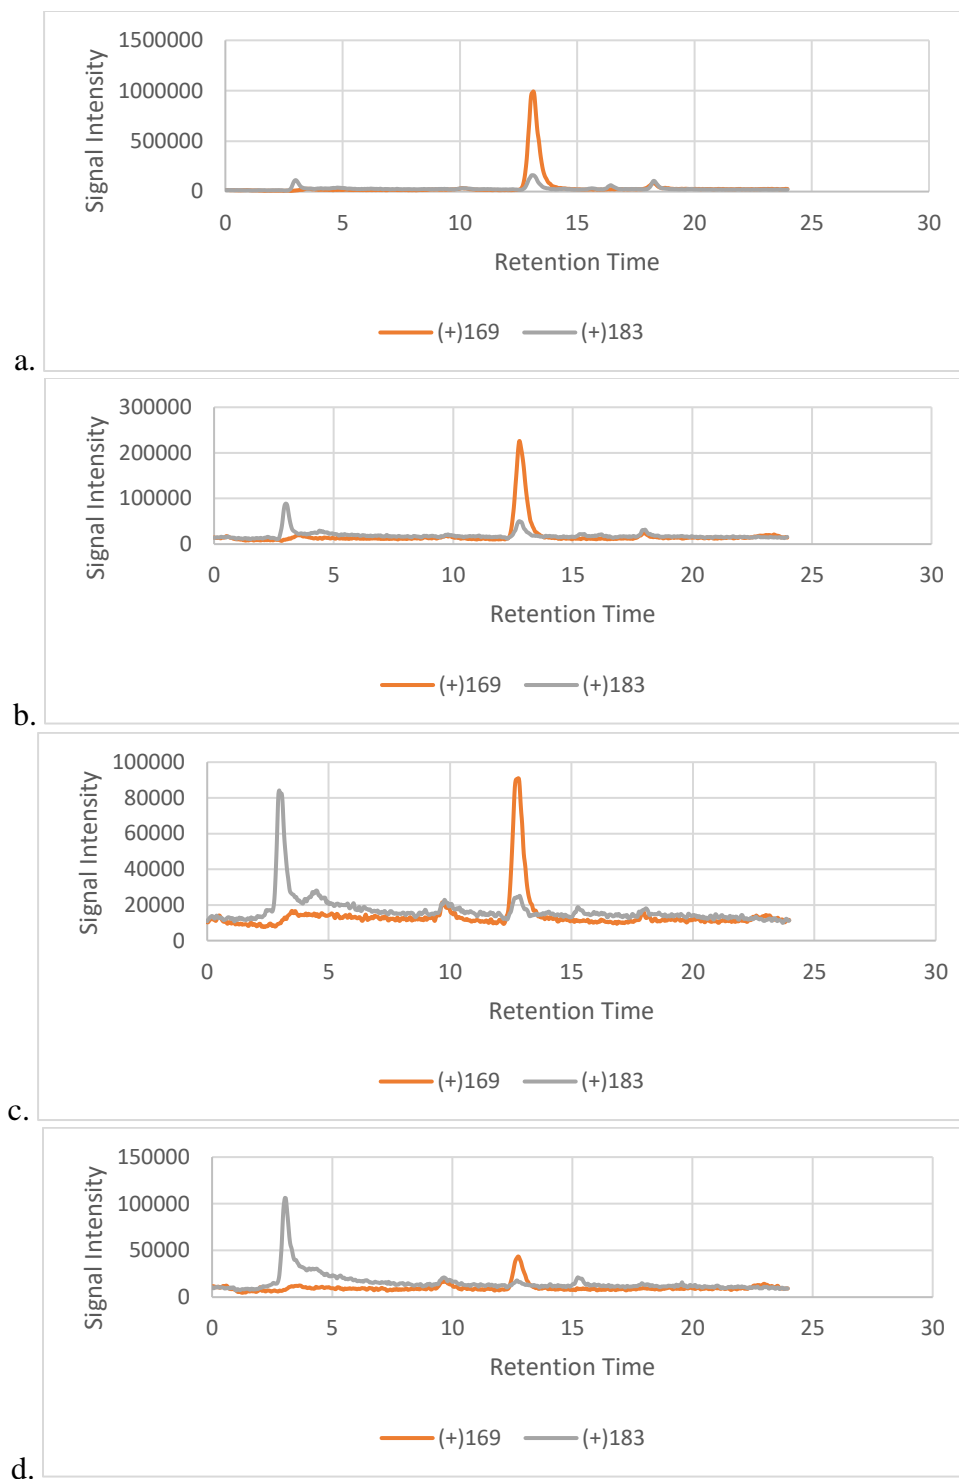 1500000
1000000
500000
0
Signal Intensity
0 5 10 15 20 25 30
Retention Time
(+)169 (+)183
a.
300000
200000
100000
0
Signal Intensity
0 5 10 15 20 25 30
Retention Time
(+)169 (+)183
b.
100000
80000
60000
40000
20000
0
Signal Intensity
0 5 10 15 20 25 30
Retention Time
(+)169 (+)183
c.
150000
100000
50000
0
Signal Intensity
0 5 10 15 20 25 30
Retention Time
(+)169 (+)183
d.